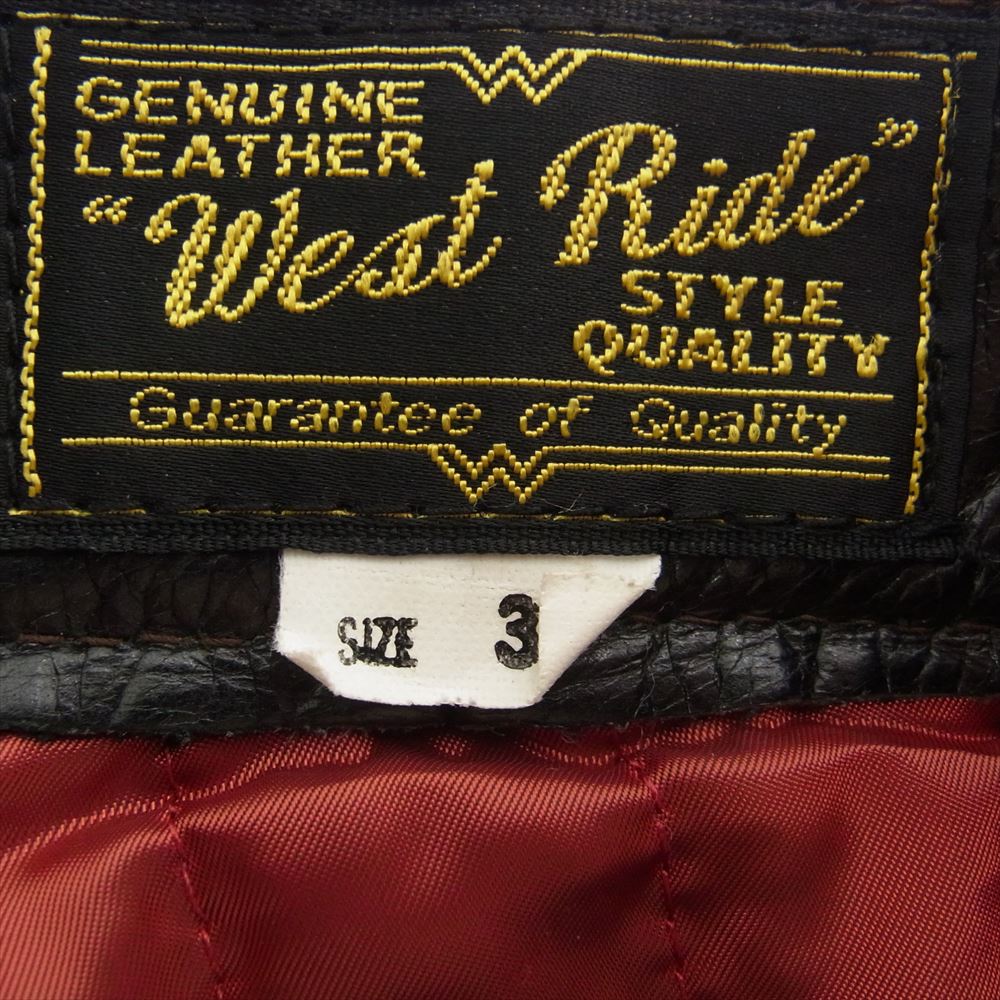 GENUINE
LEATHER
"West Ride"
STYLE
QUALITY
Guarantee of Quality
SIZE 3